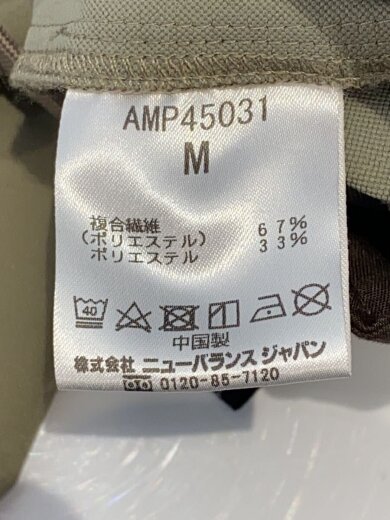 AMP45031
M
複合繊維 67%
(ポリエステル) 33%
ポリエステル
40
中国製
株式会社 ニューバランス ジャパン
0120-85-7120